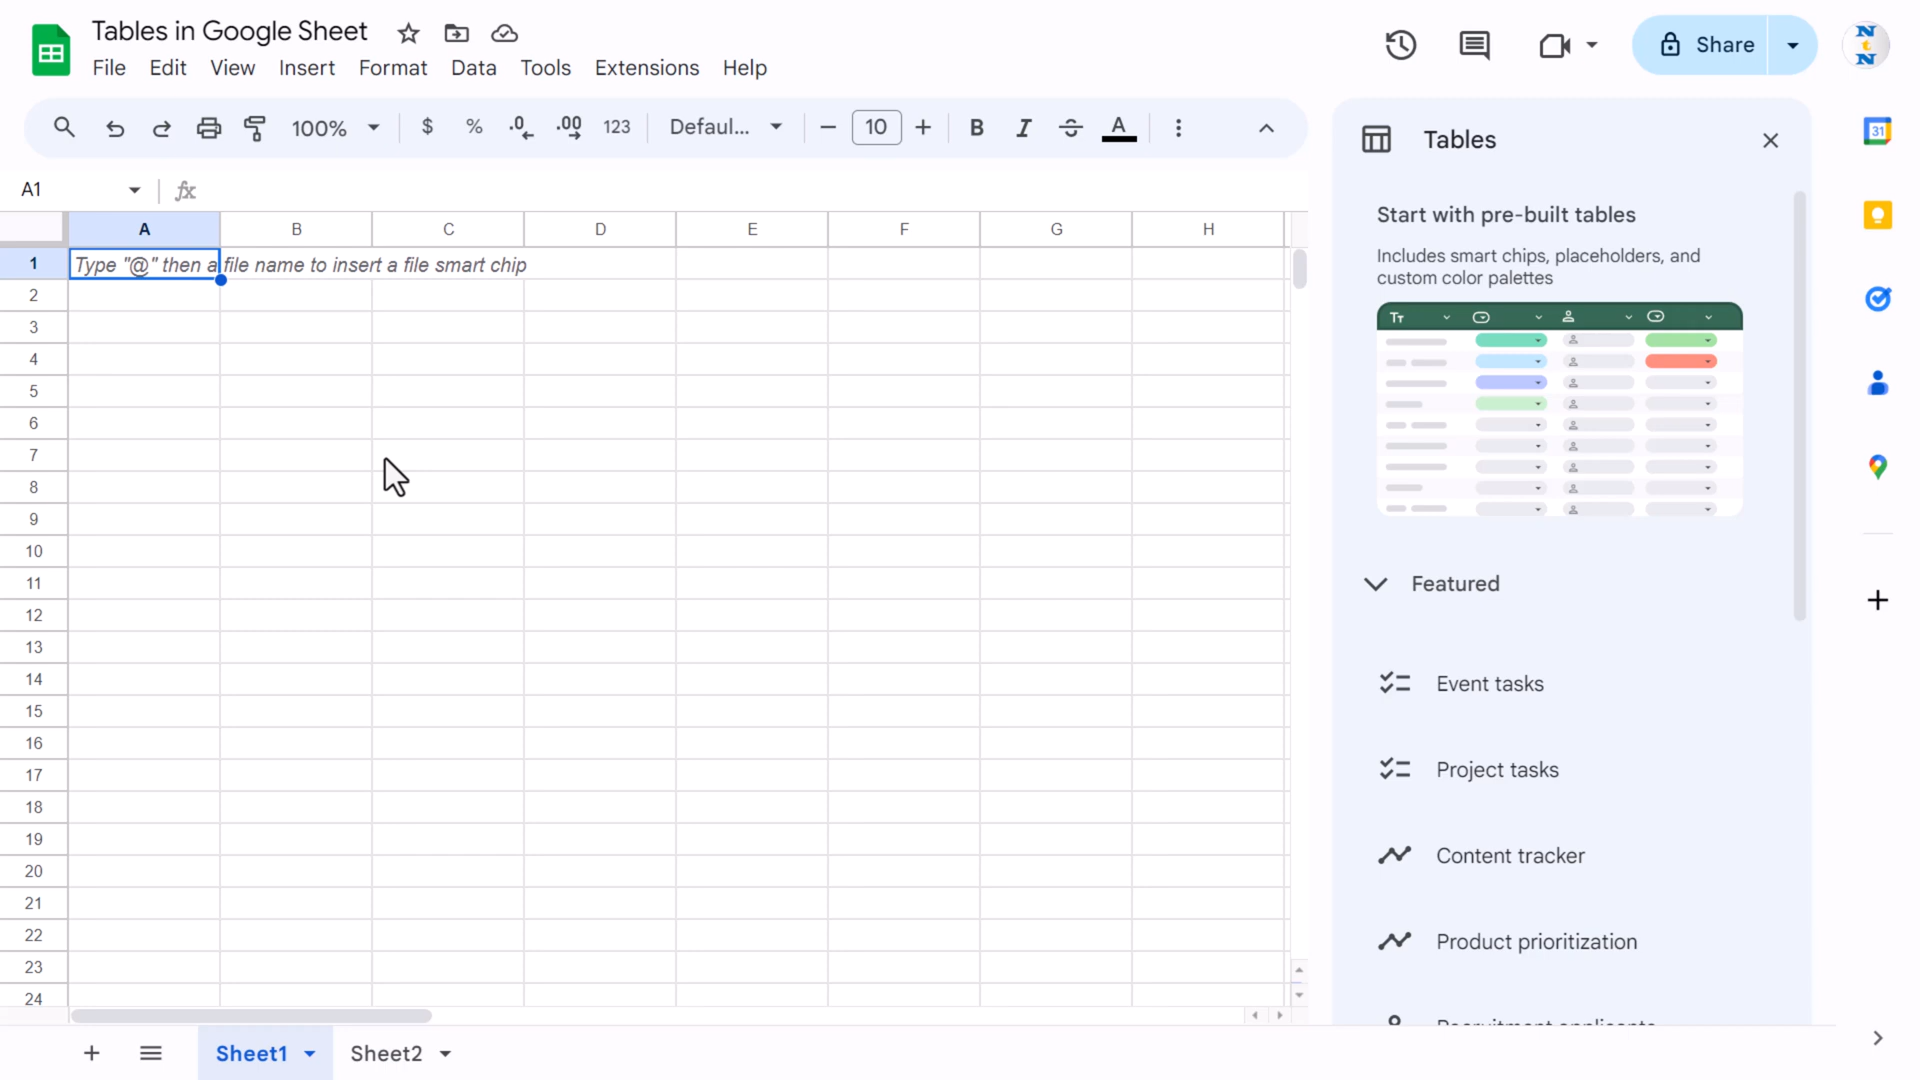 Tables in Google Sheet
File Edit View Insert Format Data Tools Extensions Help
Share
100% $ % .0 .00 123 Defaul... 10 B I A
Tables
A1 fx
A B C D E F G H
1 Type "@" then a file name to insert a file smart chip
2
3
4
5
6
7
8
9
10
11
12
13
14
15
16
17
18
19
20
21
22
23
24
Start with pre-built tables
Includes smart chips, placeholders, and
custom color palettes
Tт
Featured
Event tasks
Project tasks
Content tracker
Product prioritization
Recruitment applicants
31
Sheet1 Sheet2
N
t
N